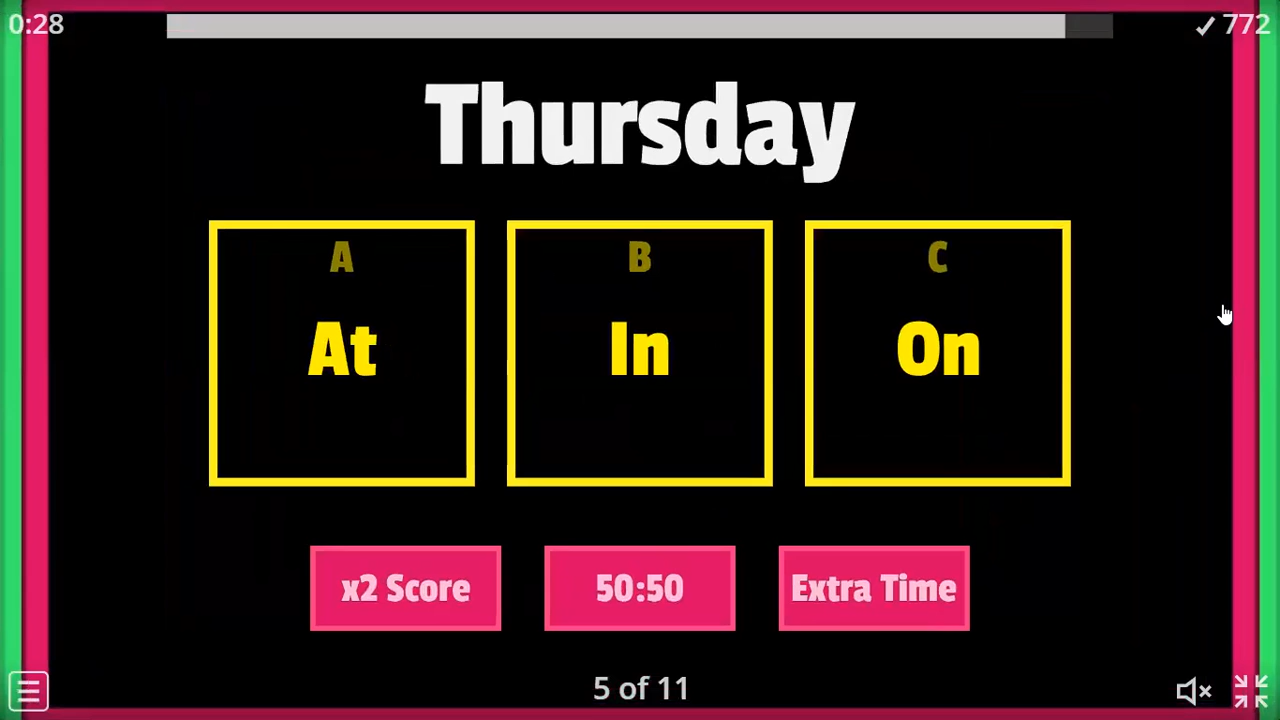 0:28
✓ 772
Thursday
A
B
C
At
In
On
x2 Score
50:50
Extra Time
5 of 11